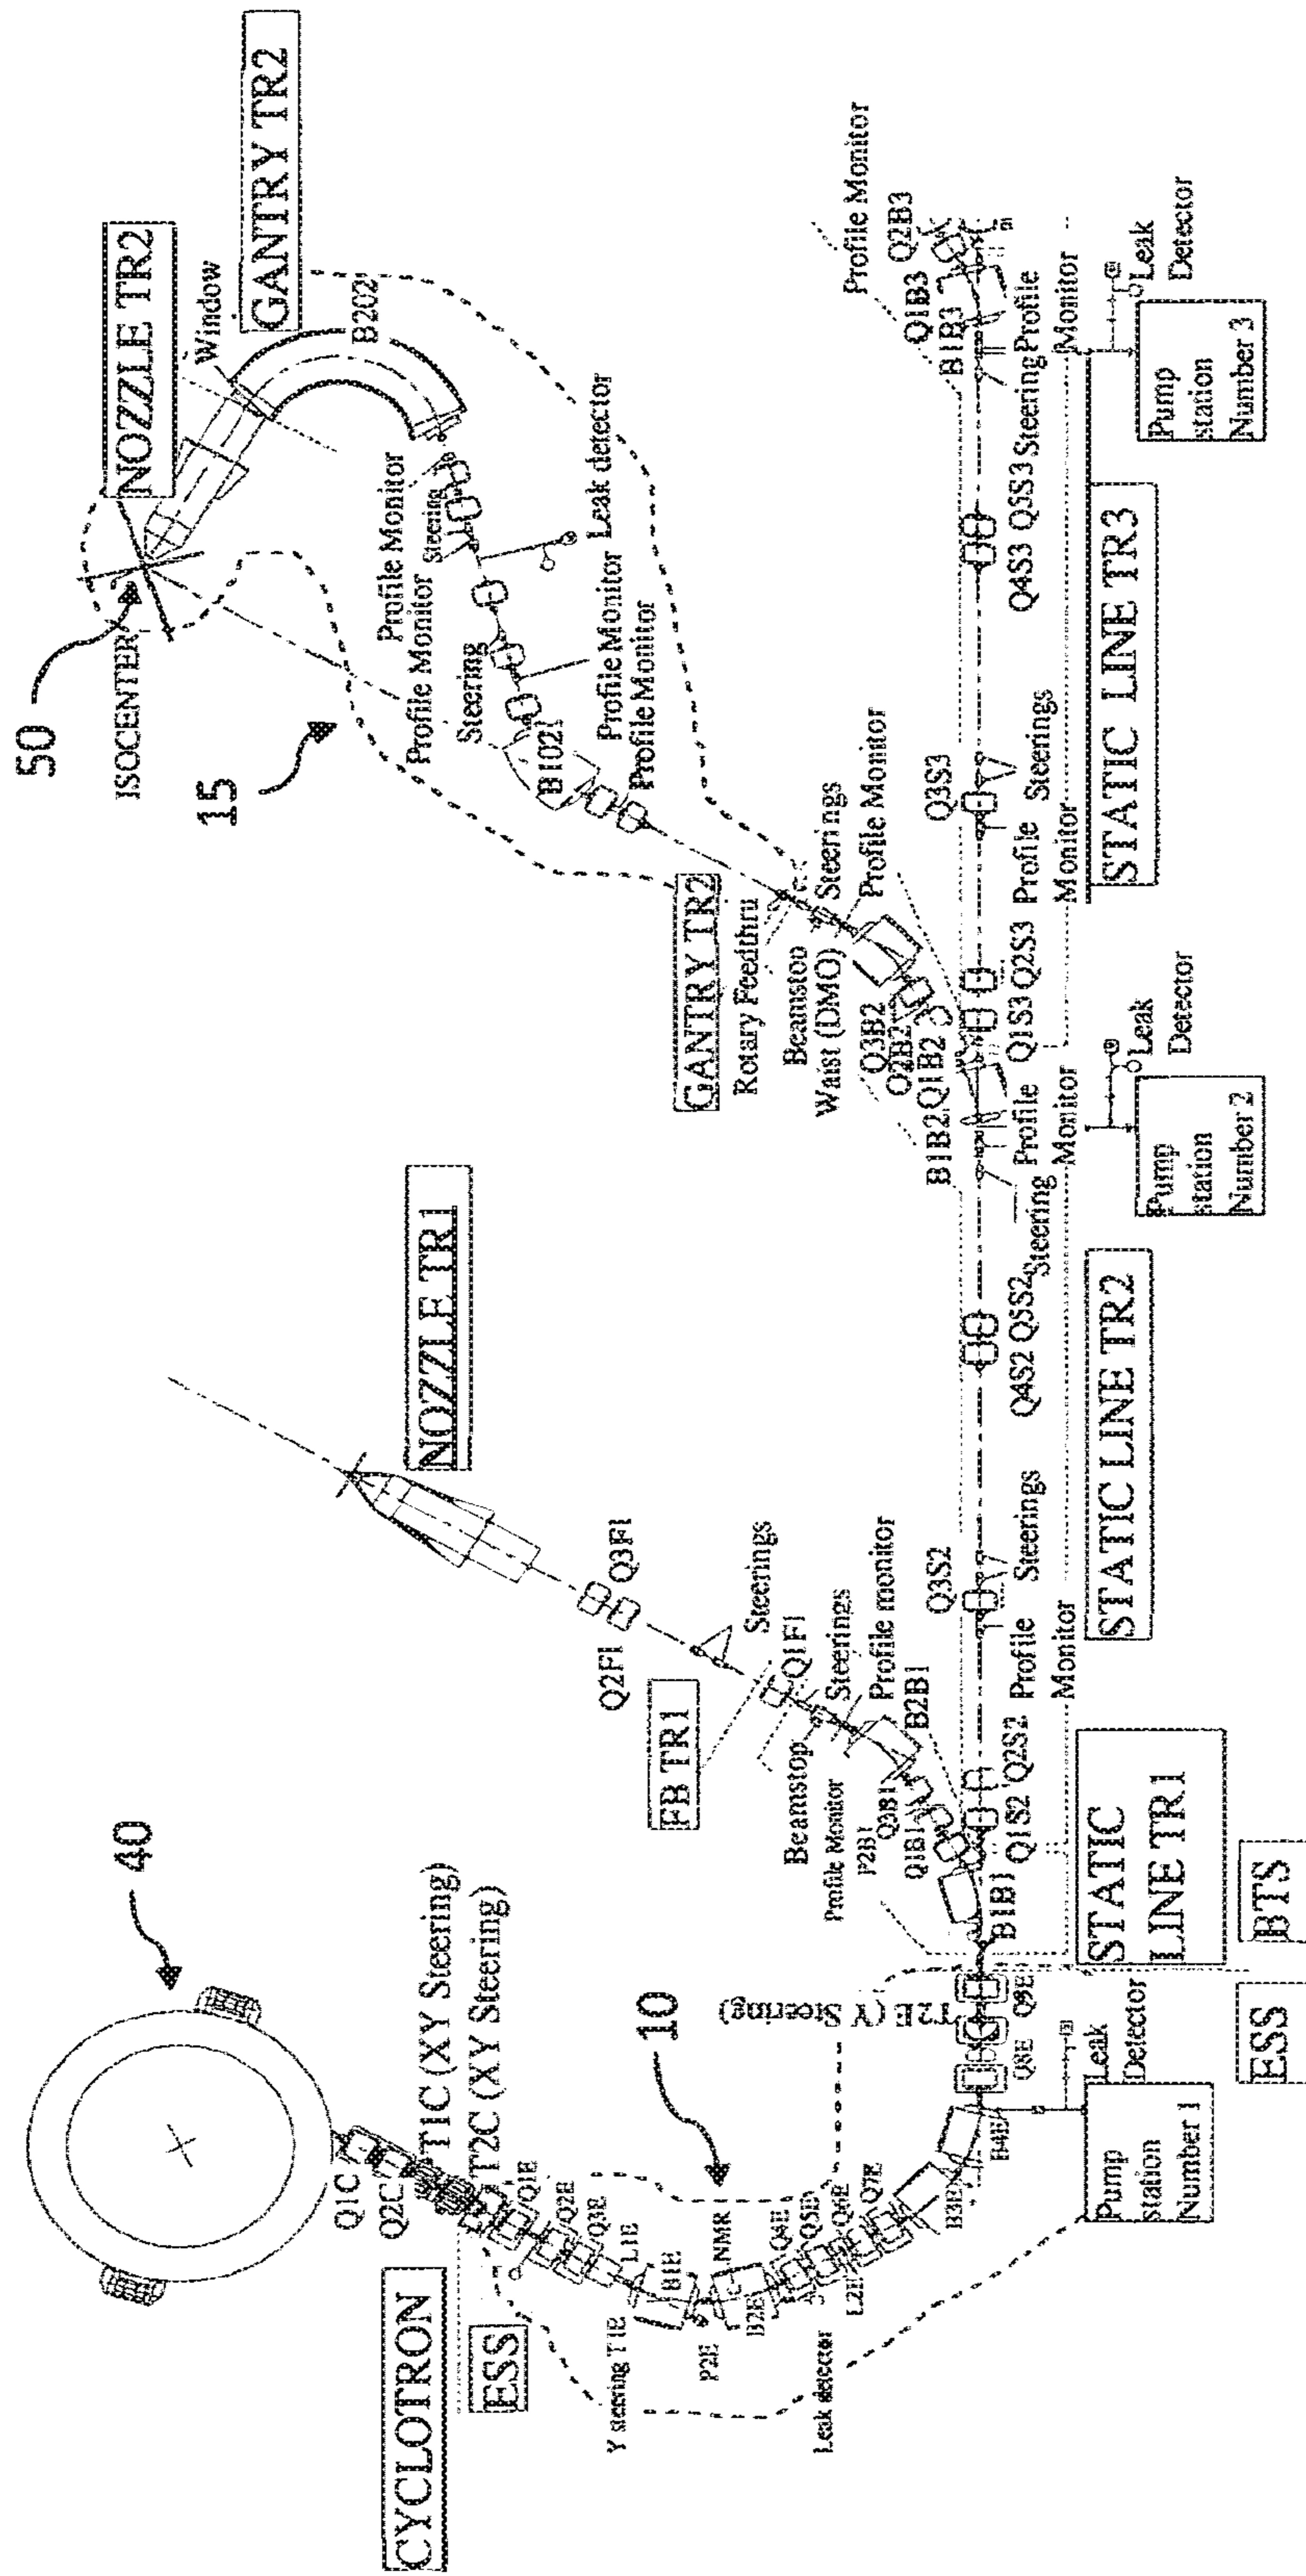 CYCLOTRON
40
Q1C
Q2C
T1C (XY Steering)
T2C (XY Steering)
ESS
Q1E
Q2E
Q3E
L1E
Y steering T1E
B1E
P2E
NMR
B2E
10
Q4E
Q5E
Q6E
L2E
Q7E
Leak detector
B3E
B4E
T2E (Y Steering)
Q8E
Q9E
Leak
Detector
Pump
station
Number 1
ESS
BTS
STATIC
LINE TR1
B1B1
Q1B1
P2B1
Q3B1
B2B1
Profile Monitor
Beamstop
Steerings
Profile monitor
FB TR1
Q1F1
Steerings
Q2F1
Q3F1
NOZZLE TR1
Q1S2
Q2S2
Profile
Monitor
Q3S2
Steerings
STATIC LINE TR2
Q4S2
Q5S2
Steering
Profile
Monitor
B1B2
Q1B2
Q2B2
Q3B2
Leak
Detector
Pump
station
Number 2
Waist (DMO)
Beamstop
Steerings
Profile Monitor
Rotary Feedthru
GANTRY TR2
15
Profile Monitor
Profile Monitor
B102
Steering
Profile Monitor
Leak detector
Steering
Profile Monitor
B202
Window
NOZZLE TR2
GANTRY TR2
50
ISOCENTER
Q1S3
Q2S3
Profile
Monitor
Q3S3
Steerings
STATIC LINE TR3
Q4S3
Q5S3
Steering
Profile
Monitor
B1B3
Q1B3
Q2B3
Profile Monitor
Leak
Detector
Pump
station
Number 3